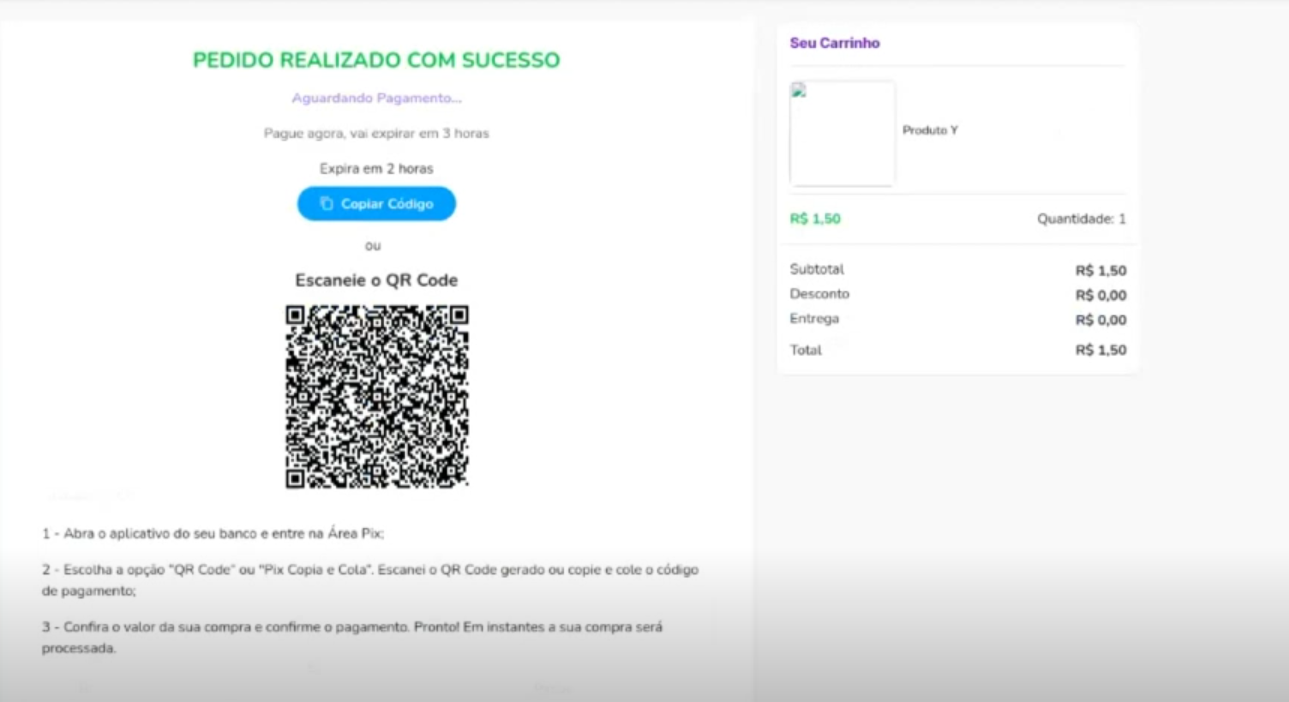 PEDIDO REALIZADO COM SUCESSO
Aguardando Pagamento...
Pague agora, vai expirar em 3 horas
Expira em 2 horas
Copiar Código
ou
Escaneie o QR Code
1 - Abra o aplicativo do seu banco e entre na Área Pix;
2 - Escolha a opção "QR Code" ou "Pix Copia e Cola". Escanei o QR Code gerado ou copie e cole o código
de pagamento;
3 - Confira o valor da sua compra e confirme o pagamento. Pronto! Em instantes a sua compra será
processada.
Seu Carrinho
Produto Y
R$ 1,50 Quantidade: 1
Subtotal R$ 1,50
Desconto R$ 0,00
Entrega R$ 0,00
Total R$ 1,50